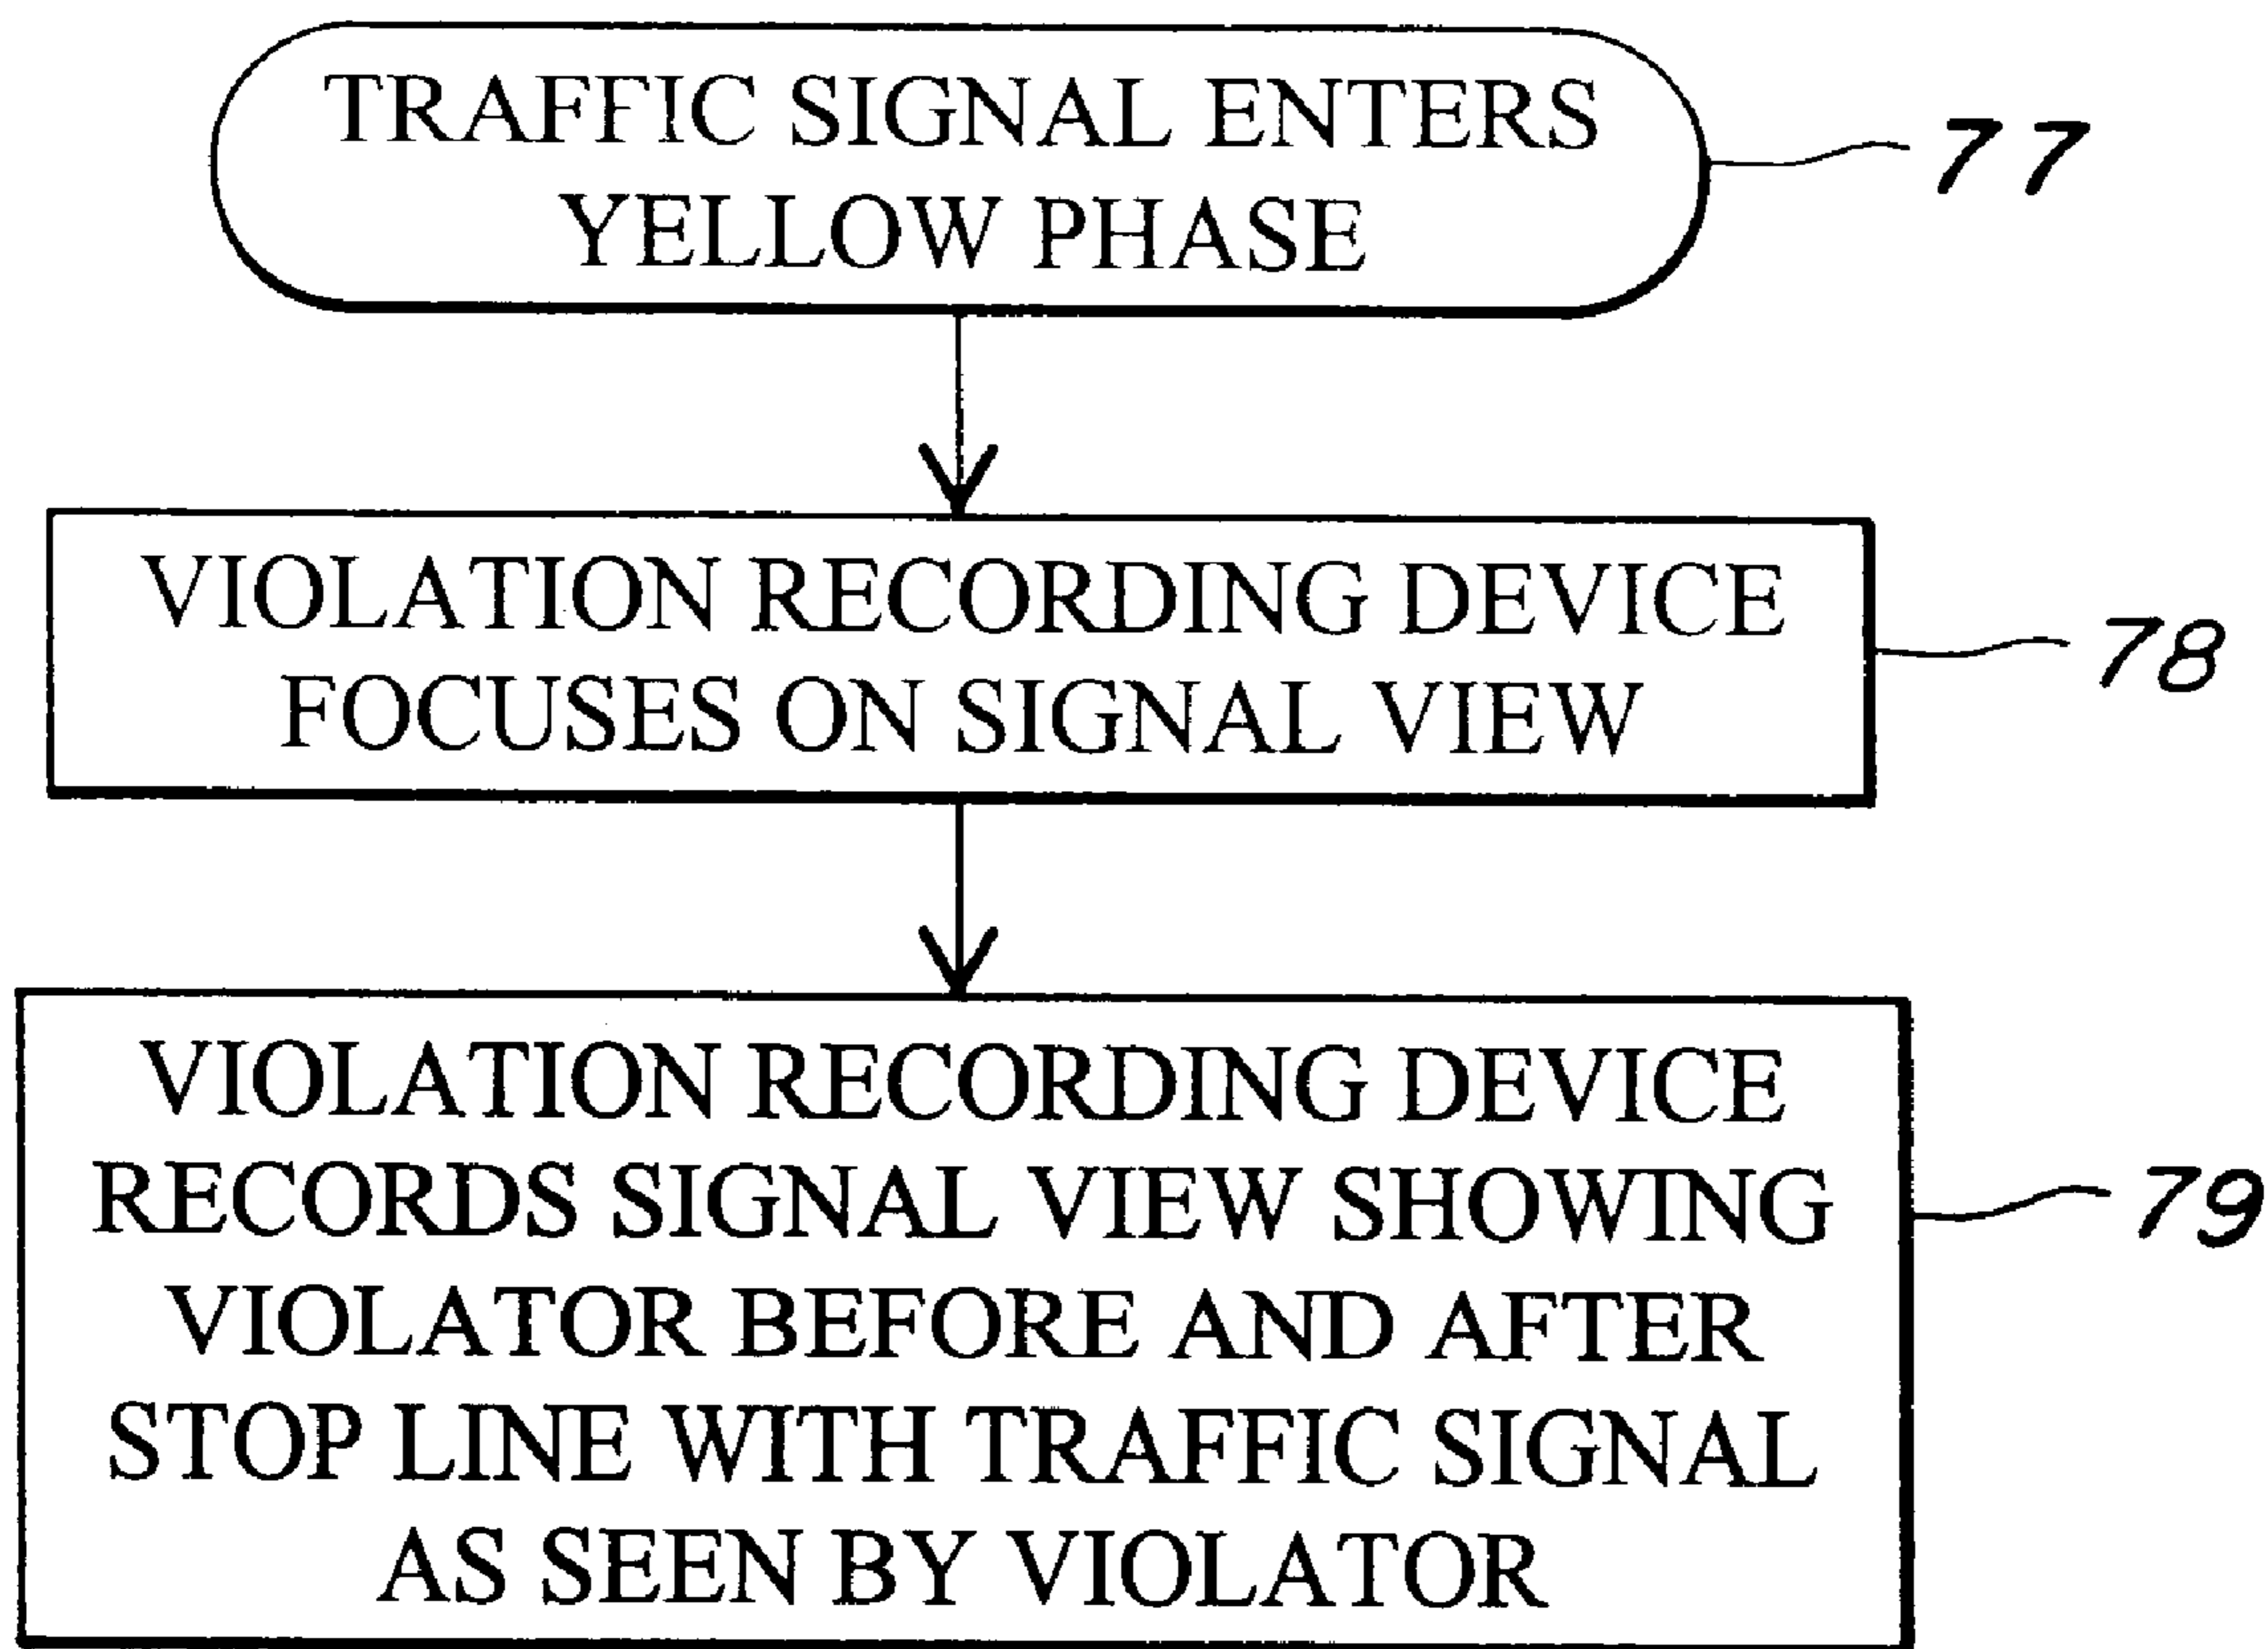 TRAFFIC SIGNAL ENTERS
YELLOW PHASE
77
VIOLATION RECORDING DEVICE
FOCUSES ON SIGNAL VIEW
78
VIOLATION RECORDING DEVICE
RECORDS SIGNAL VIEW SHOWING
VIOLATOR BEFORE AND AFTER
STOP LINE WITH TRAFFIC SIGNAL
AS SEEN BY VIOLATOR
79